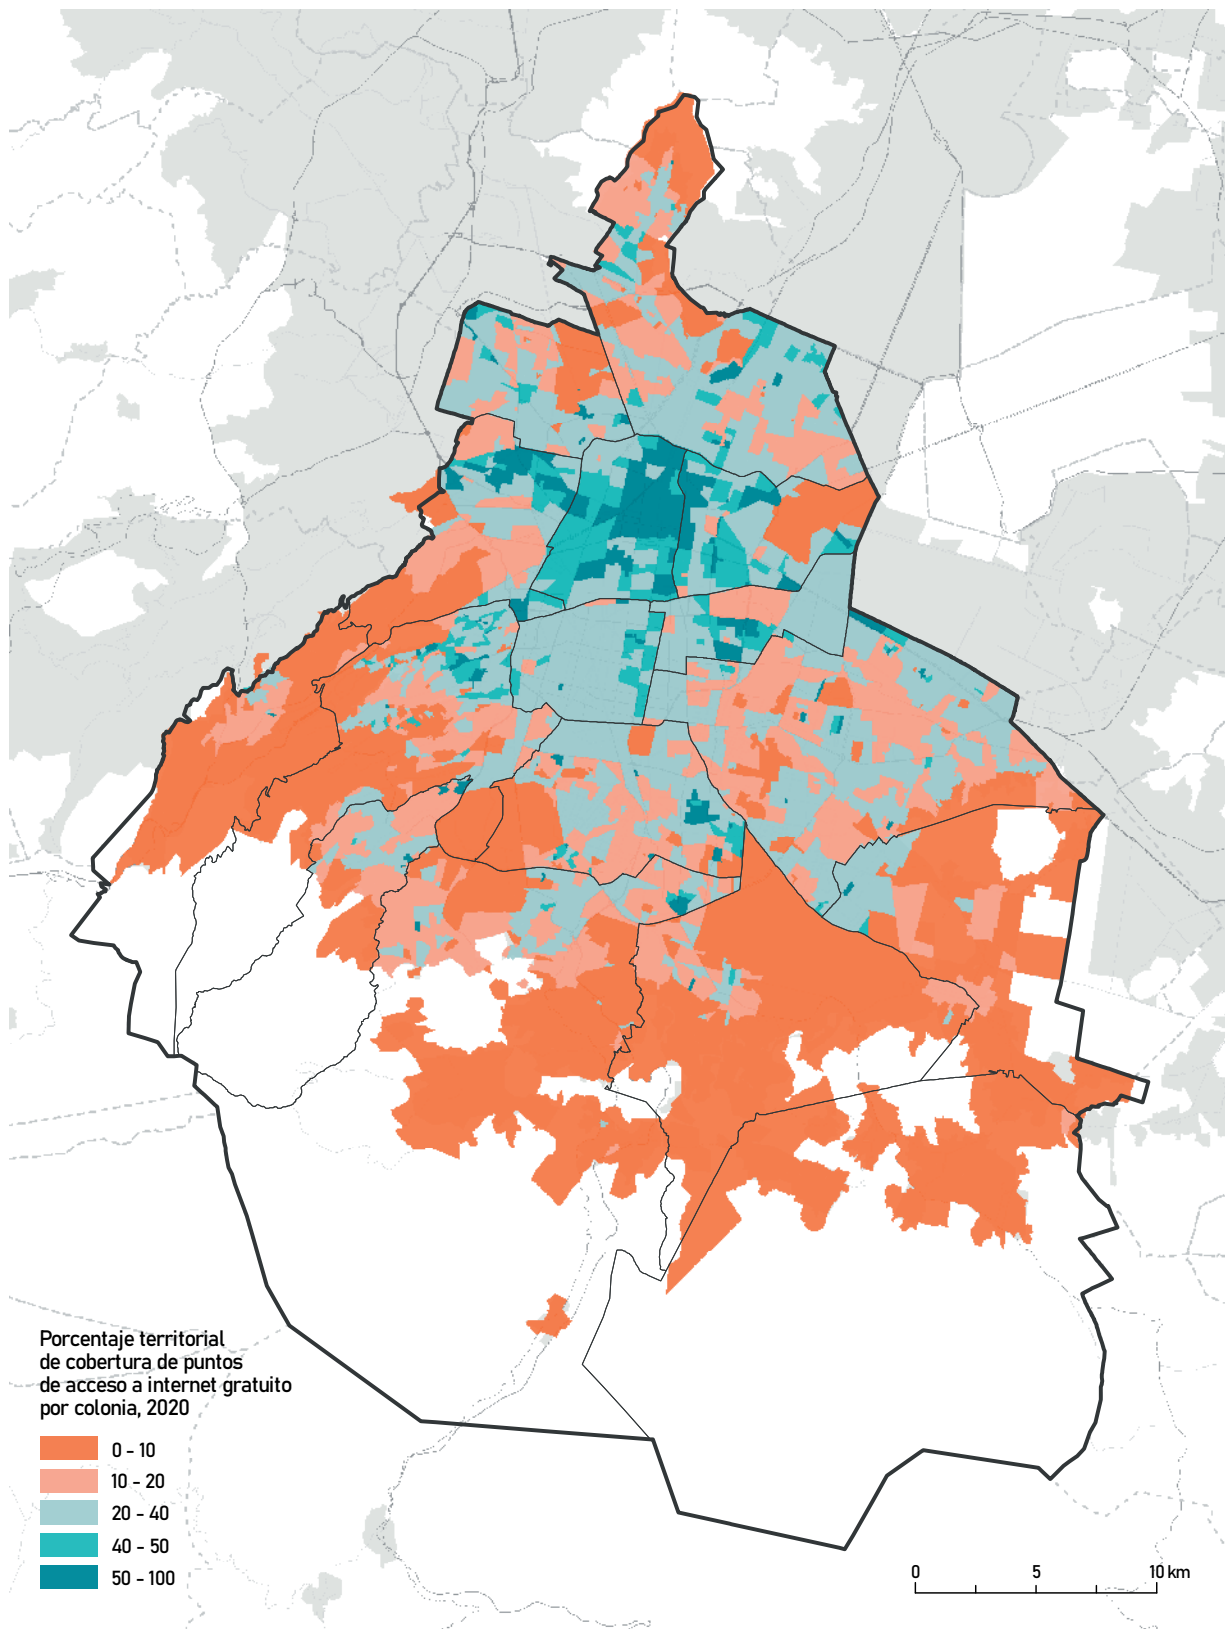 Porcentaje territorial
de cobertura de puntos
de acceso a internet gratuito
por colonia, 2020
0 - 10
10 - 20
20 - 40
40 - 50
50 - 100
0 5 10 km